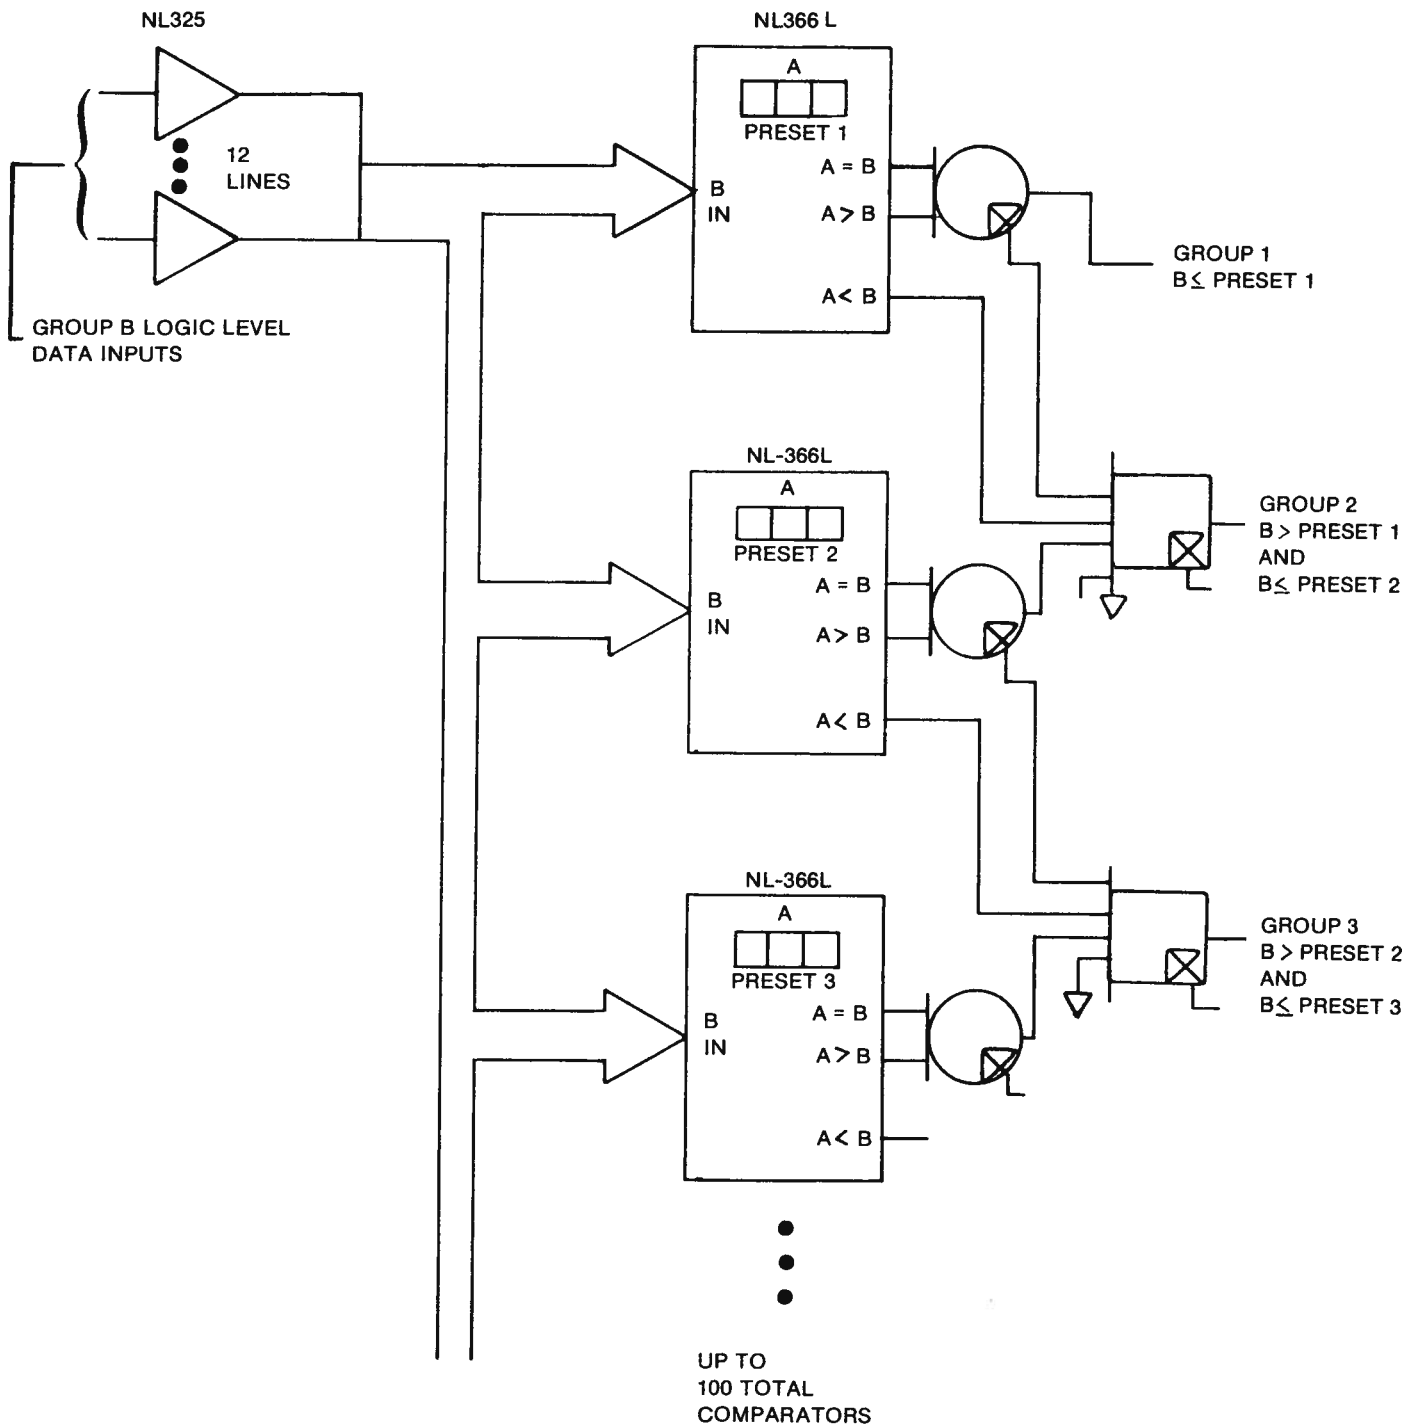 NL325
12
LINES
GROUP B LOGIC LEVEL
DATA INPUTS
NL366 L
A
PRESET 1
B
IN
A = B
A > B
A < B
GROUP 1
B ≤ PRESET 1
NL-366L
A
PRESET 2
B
IN
A = B
A > B
A < B
GROUP 2
B > PRESET 1
AND
B ≤ PRESET 2
NL-366L
A
PRESET 3
B
IN
A = B
A > B
A < B
GROUP 3
B > PRESET 2
AND
B ≤ PRESET 3
UP TO
100 TOTAL
COMPARATORS